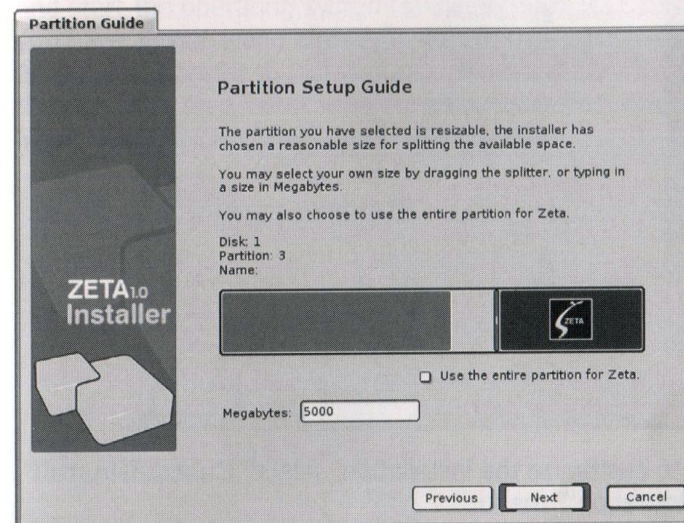 Partition Guide
Partition Setup Guide
The partition you have selected is resizable, the installer has
chosen a reasonable size for splitting the available space.
You may select your own size by dragging the splitter, or typing in
a size in Megabytes.
You may also choose to use the entire partition for Zeta.
Disk: 1
Partition: 3
Name:
ZETA 1.0
Installer
ZETA
Use the entire partition for Zeta.
Megabytes: 5000
Previous
Next
Cancel